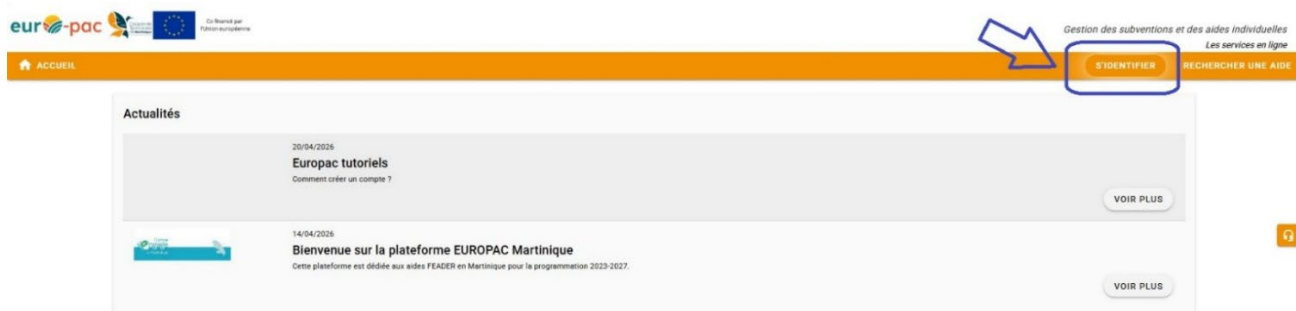 eur-pac
Co-financé par
l'Union européenne
Gestion des subventions et des aides individuelles
Les services en ligne
ACCUEIL
S'IDENTIFIER
RECHERCHER UNE AIDE
Actualités
20/04/2026
Europac tutoriels
Comment créer un compte ?
VOIR PLUS
14/04/2026
Bienvenue sur la plateforme EUROPAC Martinique
Cette plateforme est dédiée aux aides FEADER en Martinique pour la programmation 2023-2027.
VOIR PLUS